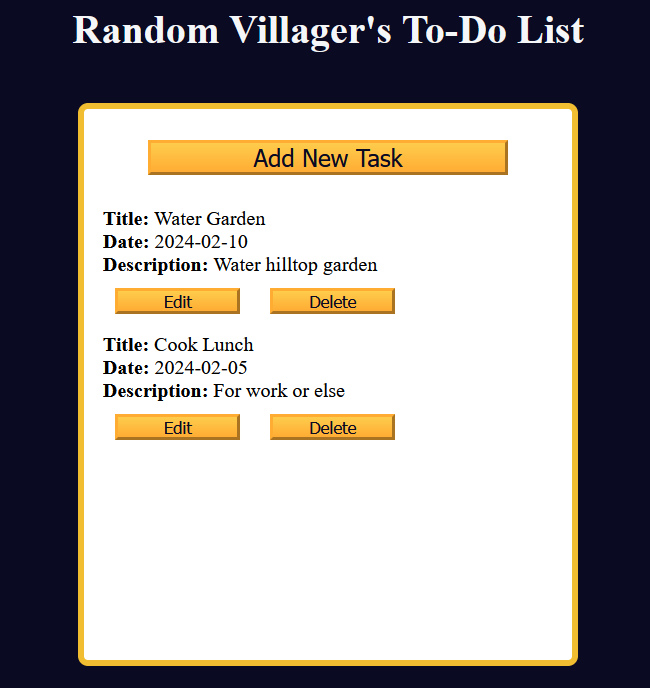 Random Villager's To-Do List
Add New Task
Title: Water Garden
Date: 2024-02-10
Description: Water hilltop garden
Edit Delete
Title: Cook Lunch
Date: 2024-02-05
Description: For work or else
Edit Delete